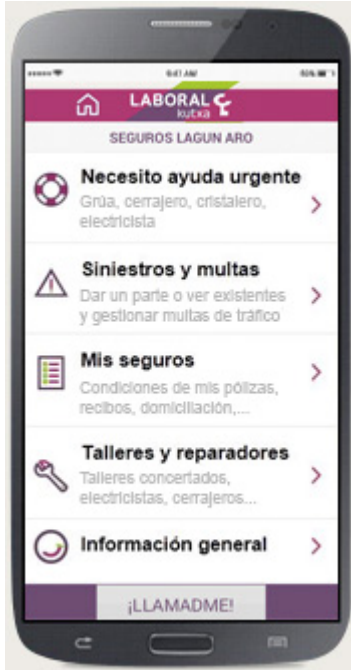 9:41 AM
LABORAL
kutxa
SEGUROS LAGUN ARO
Necesito ayuda urgente
Grúa, cerrajero, cristalero,
electricista
Siniestros y multas
Dar un parte o ver existentes
y gestionar multas de tráfico
Mis seguros
Condiciones de mis pólizas,
recibos, domiciliación,...
Talleres y reparadores
Talleres concertados,
electricistas, cerrajeros...
Información general
¡LLAMADME!